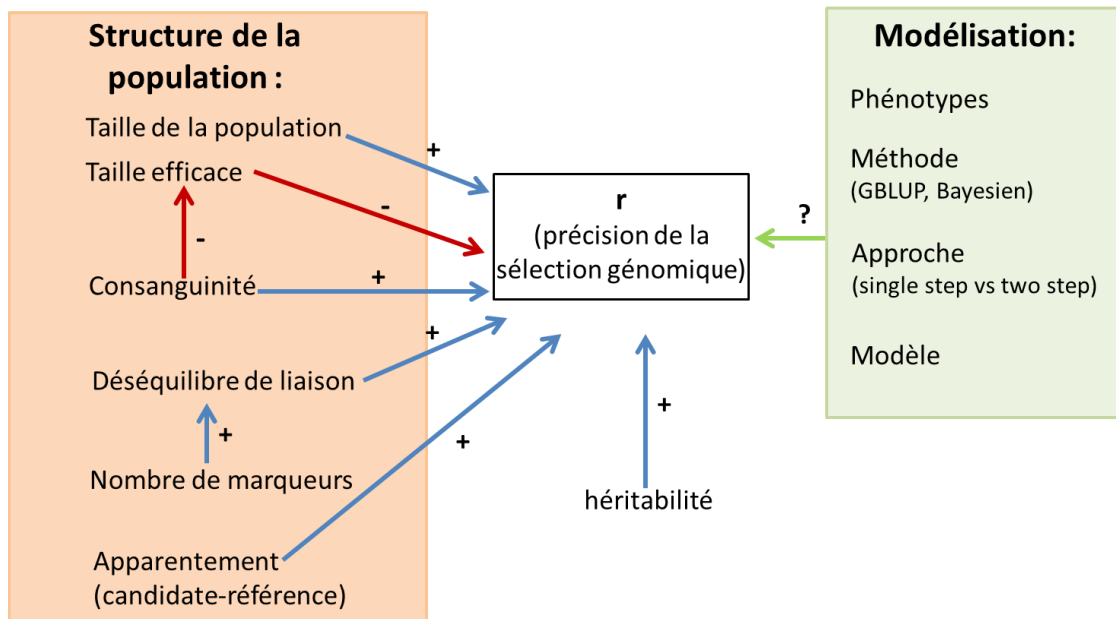 Structure de la
population :
Taille de la population
Taille efficace
Consanguinité
Déséquilibre de liaison
Nombre de marqueurs
Apparentement
(candidate-référence)
+
-
-
+
+
+
+
r
(précision de la
sélection génomique)
+
héritabilité
?
Modélisation:
Phénotypes
Méthode
(GBLUP, Bayesien)
Approche
(single step vs two step)
Modèle